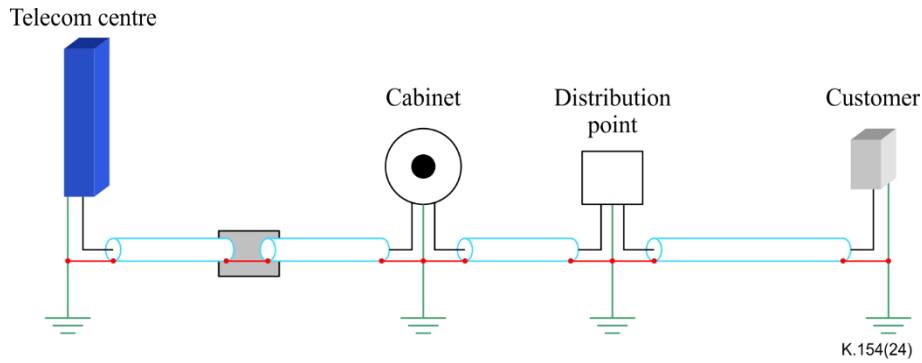 Telecom centre
Cabinet
Distribution
point
Customer
K.154(24)